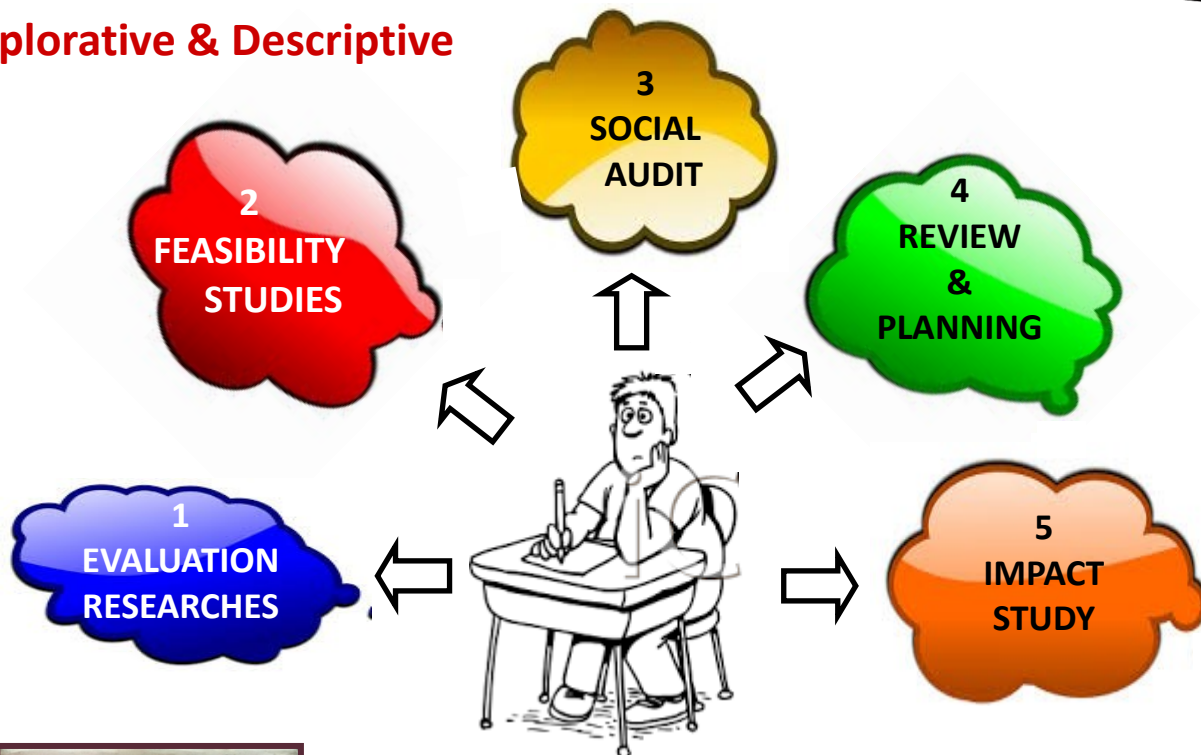 plorative & Descriptive
3
SOCIAL
AUDIT
2
FEASIBILITY
STUDIES
4
REVIEW
&
PLANNING
1
EVALUATION
RESEARCHES
5
IMPACT
STUDY